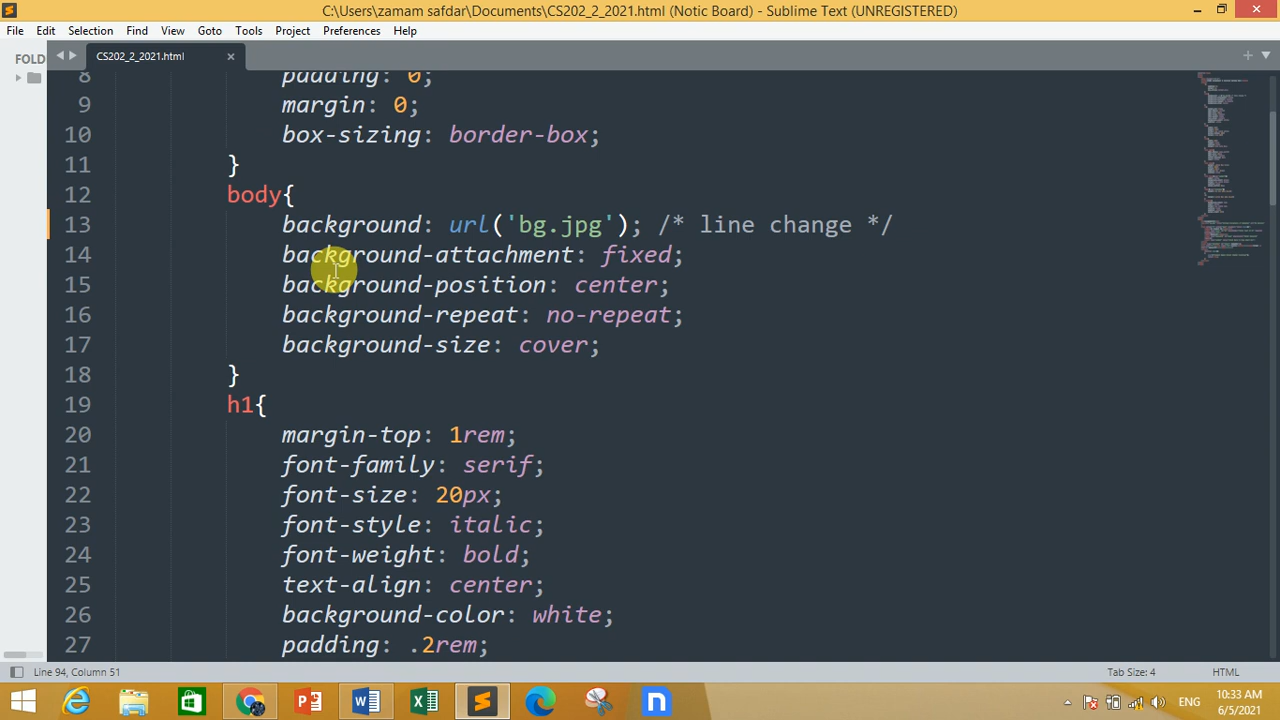 C:\Users\zamam safdar\Documents\CS202_2_2021.html (Notic Board) - Sublime Text (UNREGISTERED)
File Edit Selection Find View Goto Tools Project Preferences Help
FOLD
CS202_2_2021.html
8 padding: 0;
9 margin: 0;
10 box-sizing: border-box;
11 }
12 body{
13 background: url('bg.jpg'); /* line change */
14 background-attachment: fixed;
15 background-position: center;
16 background-repeat: no-repeat;
17 background-size: cover;
18 }
19 h1{
20 margin-top: 1rem;
21 font-family: serif;
22 font-size: 20px;
23 font-style: italic;
24 font-weight: bold;
25 text-align: center;
26 background-color: white;
27 padding: .2rem;
Line 94, Column 51
Tab Size: 4
HTML
ENG
10:33 AM
6/5/2021